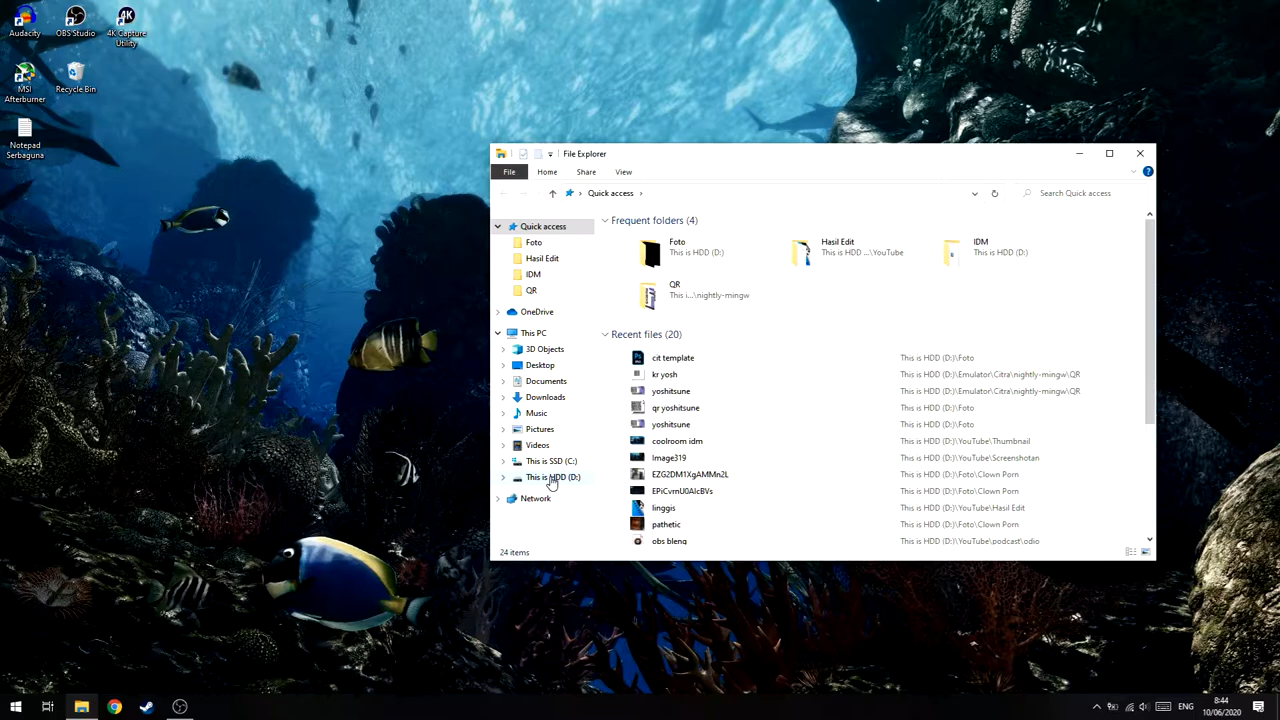 Audacity
OBS Studio
4K Capture
Utility
MSI
Afterburner
Recycle Bin
Notepad
Serbaguna
File Explorer
File
Home
Share
View
Quick access
Search Quick access
Quick access
Foto
Hasil Edit
IDM
QR
OneDrive
This PC
3D Objects
Desktop
Documents
Downloads
Music
Pictures
Videos
This is SSD (C:)
This is HDD (D:)
Network
Frequent folders (4)
Foto
This is HDD (D:)
Hasil Edit
This is HDD ...\YouTube
IDM
This is HDD (D:)
QR
This i...\nightly-mingw
Recent files (20)
cit template This is HDD (D:)\Foto
kr yosh This is HDD (D:)\Emulator\Citra\nightly-mingw\QR
yoshitsune This is HDD (D:)\Emulator\Citra\nightly-mingw\QR
qr yoshitsune This is HDD (D:)\Foto
yoshitsune This is HDD (D:)\Foto
coolroom idm This is HDD (D:)\YouTube\Thumbnail
Image319 This is HDD (D:)\YouTube\Screenshotan
EZG2DM1XgAMMn2L This is HDD (D:)\Foto\Clown Porn
EPiCvrnU0AIcBVs This is HDD (D:)\Foto\Clown Porn
linggis This is HDD (D:)\YouTube\Hasil Edit
pathetic This is HDD (D:)\Foto\Clown Porn
obs bleng This is HDD (D:)\YouTube\podcast\odio
24 items
ENG
8:44
10/06/2020